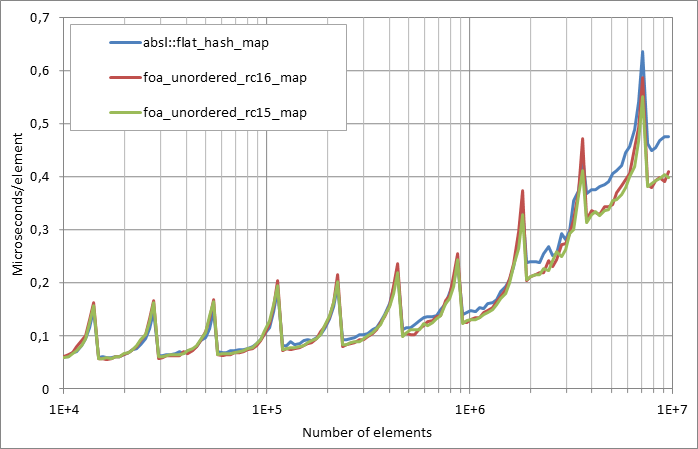 0,7
0,6
0,5
0,4
0,3
0,2
0,1
0
Microseconds/element
absl::flat_hash_map
foa_unordered_rc16_map
foa_unordered_rc15_map
1E+4 1E+5 1E+6 1E+7
Number of elements